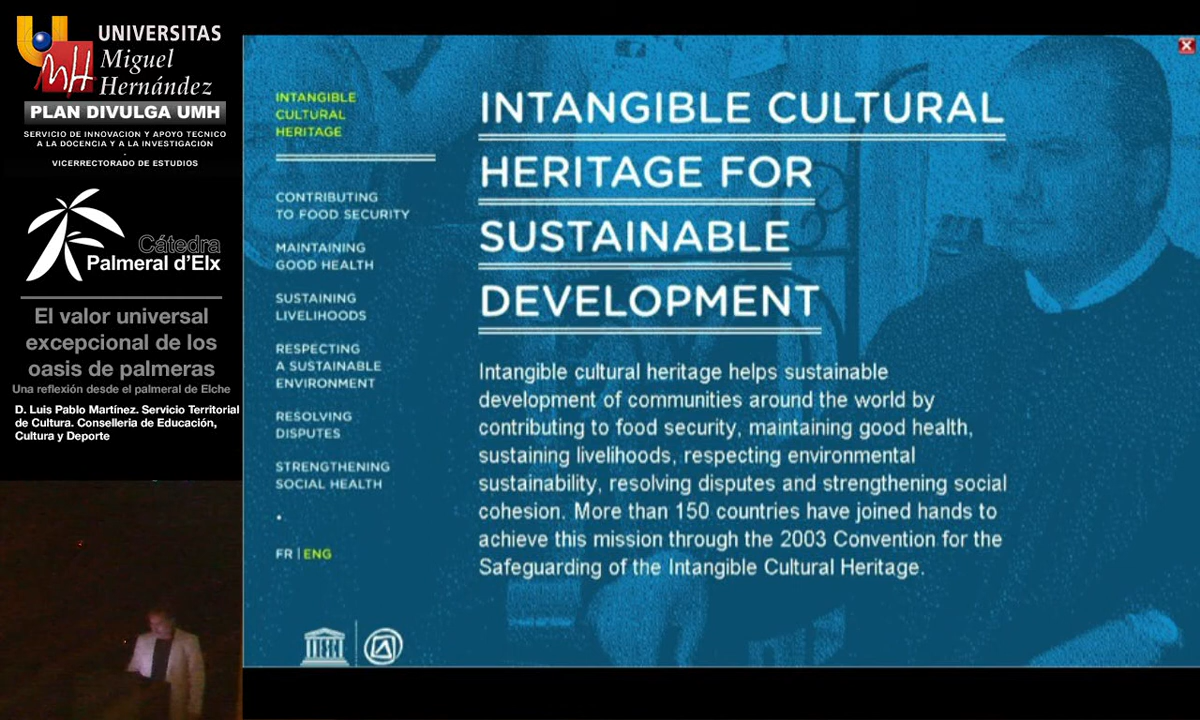 UNIVERSITAS
Miguel
Hernández
PLAN DIVULGA UMH
SERVICIO DE INNOVACION Y APOYO TECNICO
A LA DOCENCIA Y A LA INVESTIGACION
VICERRECTORADO DE ESTUDIOS
Cátedra
Palmeral d'Elx
El valor universal
excepcional de los
oasis de palmeras
Una reflexión desde el palmeral de Elche
D. Luis Pablo Martínez. Servicio Territorial
de Cultura. Conselleria de Educación,
Cultura y Deporte
INTANGIBLE
CULTURAL
HERITAGE
CONTRIBUTING
TO FOOD SECURITY
MAINTAINING
GOOD HEALTH
SUSTAINING
LIVELIHOODS
RESPECTING
A SUSTAINABLE
ENVIRONMENT
RESOLVING
DISPUTES
STRENGTHENING
SOCIAL HEALTH
FR | ENG
INTANGIBLE CULTURAL
HERITAGE FOR
SUSTAINABLE
DEVELOPMENT
Intangible cultural heritage helps sustainable
development of communities around the world by
contributing to food security, maintaining good health,
sustaining livelihoods, respecting environmental
sustainability, resolving disputes and strengthening social
cohesion. More than 150 countries have joined hands to
achieve this mission through the 2003 Convention for the
Safeguarding of the Intangible Cultural Heritage.